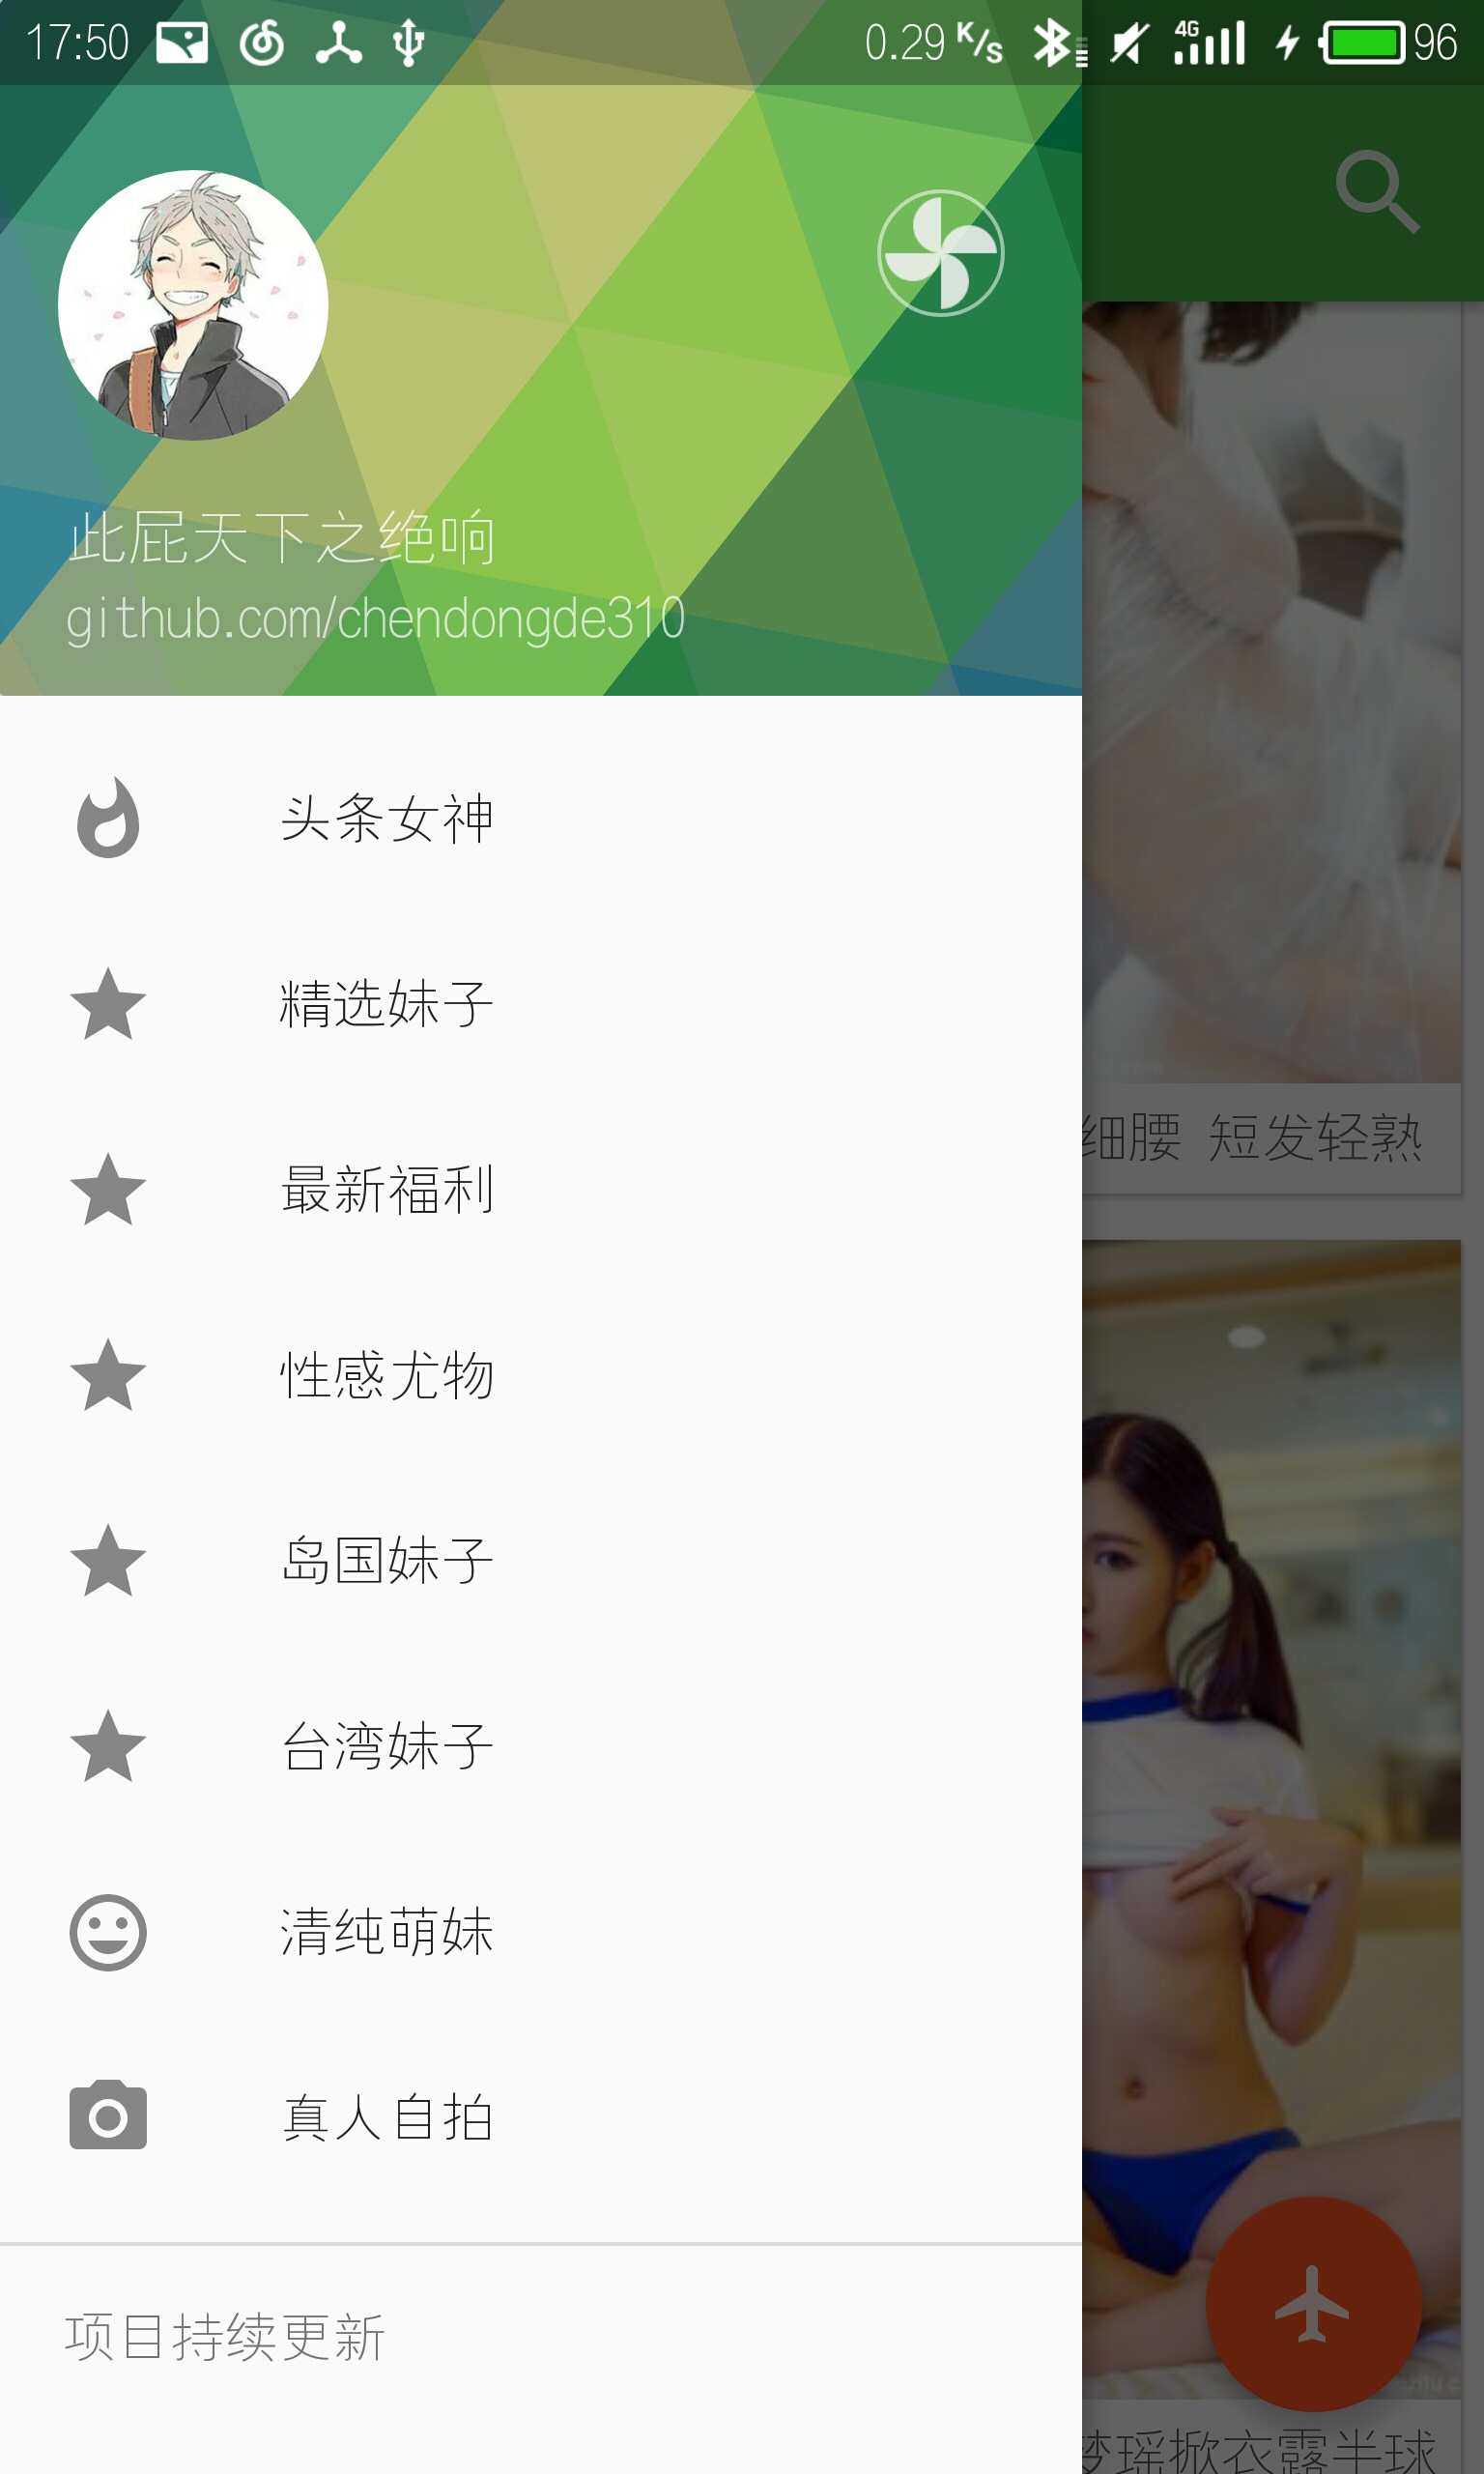 17:50
0.29 K/s
4G
96
此屁天下之绝响
github.com/chendongde310
头条女神
精选妹子
最新福利
性感尤物
岛国妹子
台湾妹子
清纯萌妹
真人自拍
项目持续更新
细腰 短发轻熟
瑶掀衣露半球